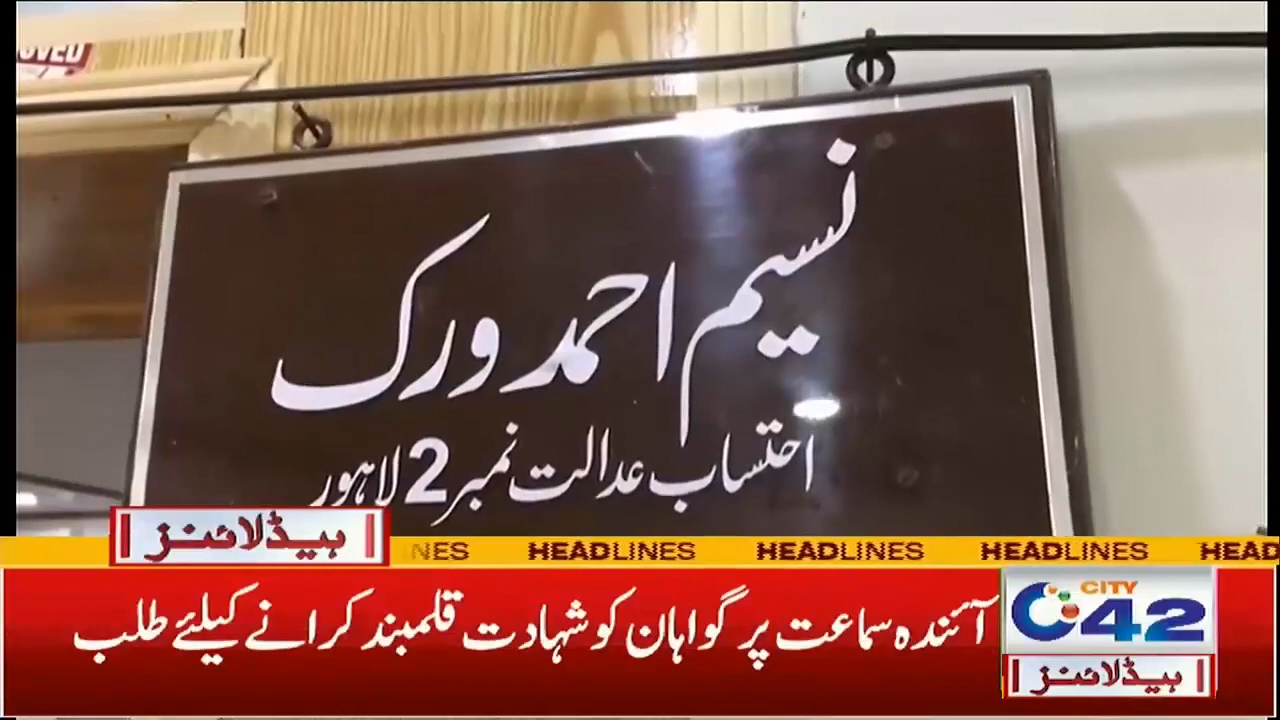 OVED
نسیم احمد ورک
احتساب عدالت نمبر 2 لاہور
ہیڈلائنز
NES HEADLINES HEADLINES HEADLINES HEAD
آئندہ سماعت پر گواہان کو شہادت قلمبند کرانے کیلئے طلب
CITY
42
ہیڈلائنز